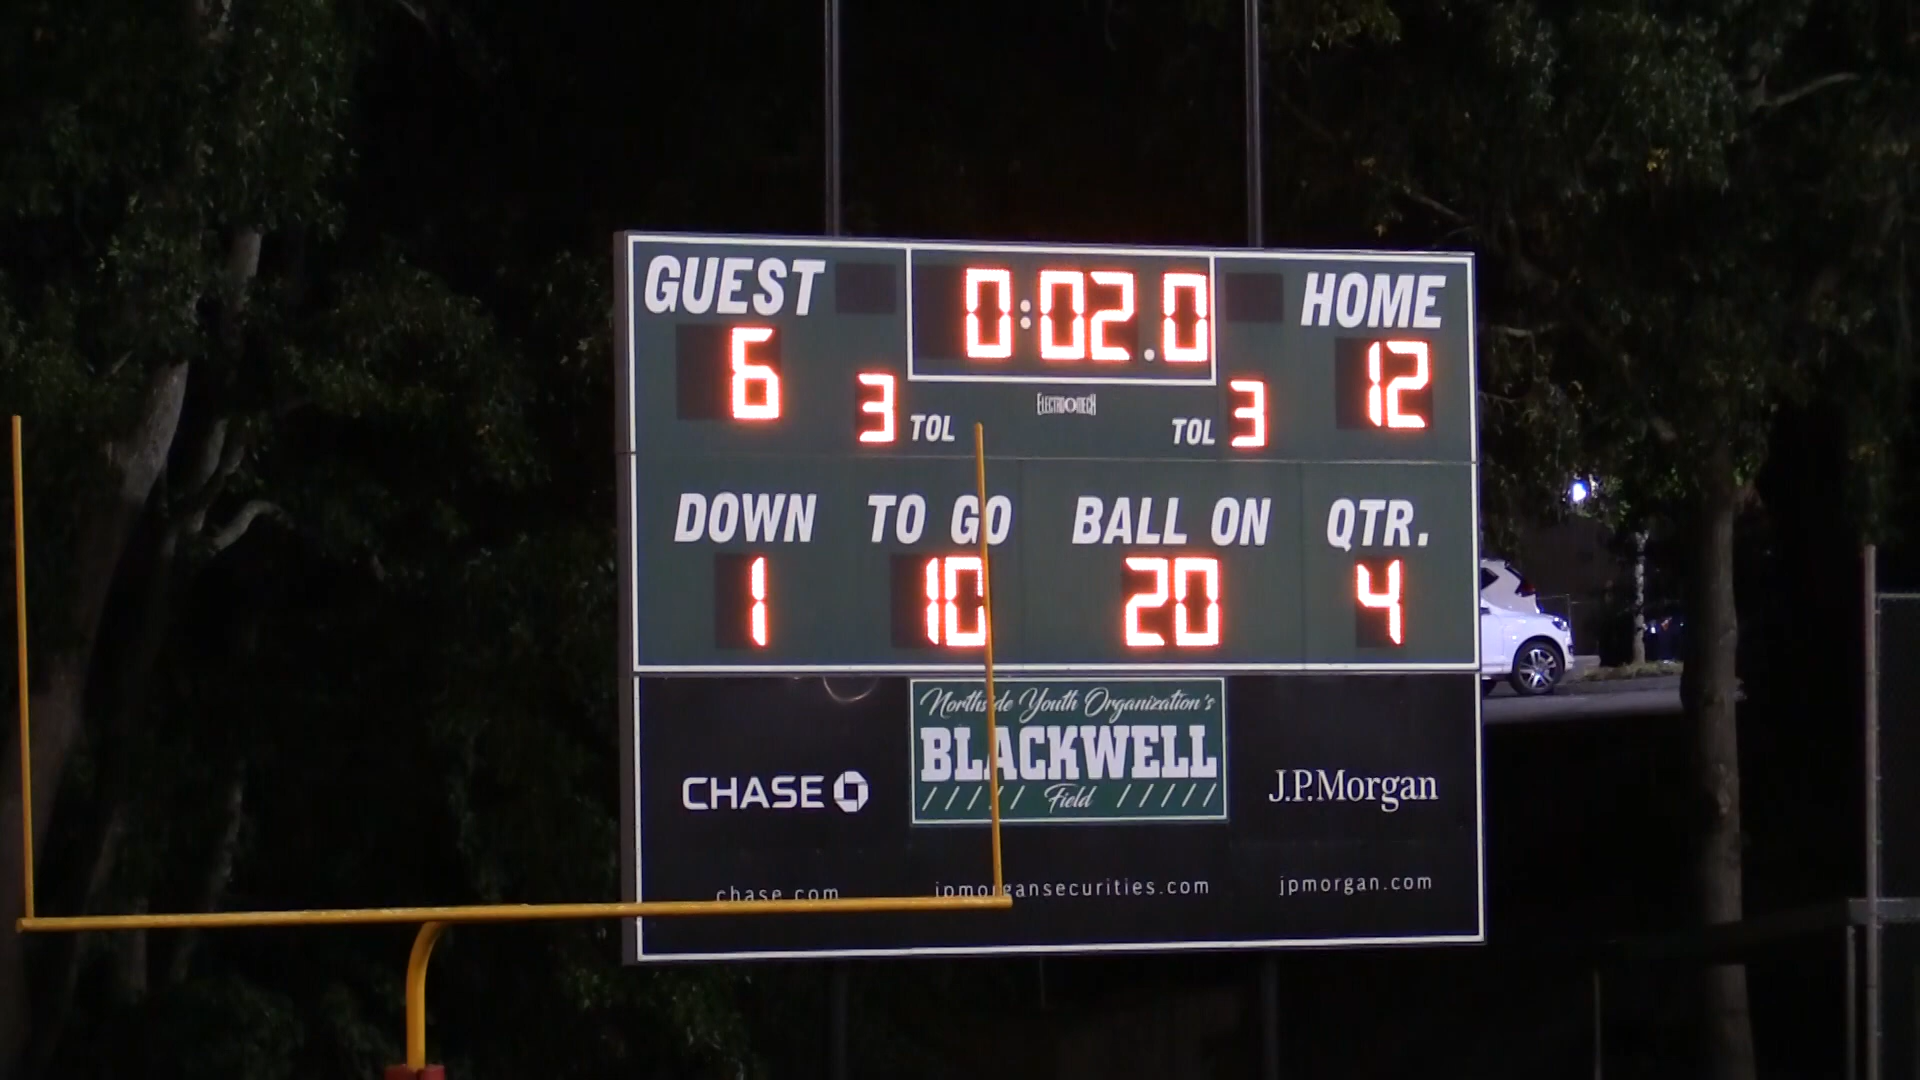 GUEST 0:02.0 HOME
6 12
3 TOL ELECTRO-MECH TOL 3
DOWN TO GO BALL ON QTR.
1 10 20 4
Northside Youth Organization's
BLACKWELL
Field
CHASE
J.P.Morgan
chase.com jpmorgansecurities.com jpmorgan.com